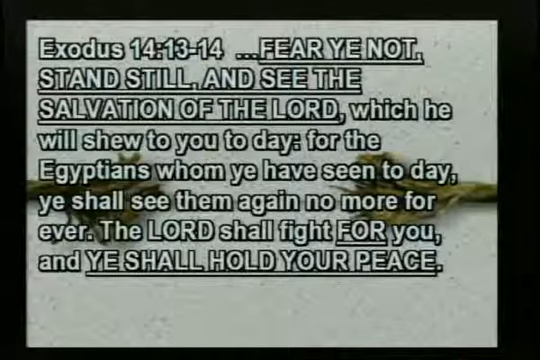 Exodus 14:13-14 ...FEAR YE NOT,
STAND STILL, AND SEE THE
SALVATION OF THE LORD, which he
will shew to you to day: for the
Egyptians whom ye have seen to day,
ye shall see them again no more for
ever. The LORD shall fight FOR you,
and YE SHALL HOLD YOUR PEACE.